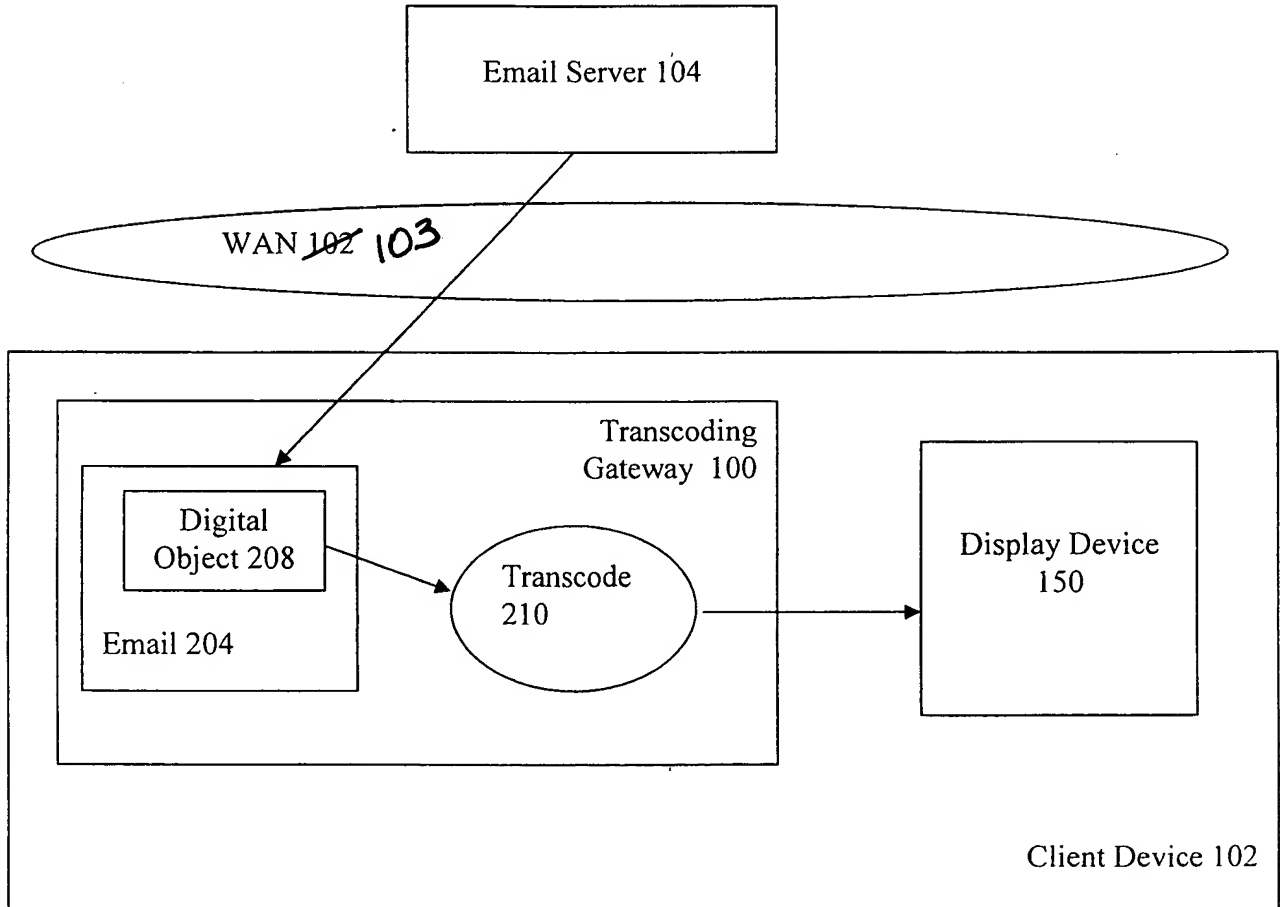 Email Server 104
WAN 102 103
Transcoding
Gateway 100
Digital
Object 208
Email 204
Transcode
210
Display Device
150
Client Device 102